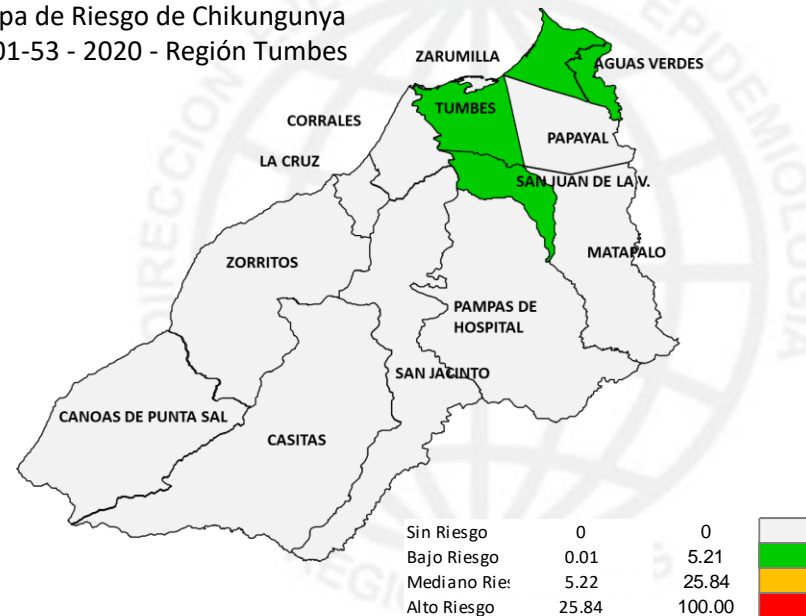 pa de Riesgo de Chikungunya
01-53 - 2020 - Región Tumbes
ZARUMILLA
AGUAS VERDES
TUMBES
CORRALES
PAPAYAL
LA CRUZ
SAN JUAN DE LA V.
MATAPALO
ZORRITOS
PAMPAS DE
HOSPITAL
SAN JACINTO
CANOAS DE PUNTA SAL
CASITAS
Sin Riesgo 0 0
Bajo Riesgo 0.01 5.21
Mediano Ries 5.22 25.84
Alto Riesgo 25.84 100.00
DIRECCION
EPIDEMIOLOGIA